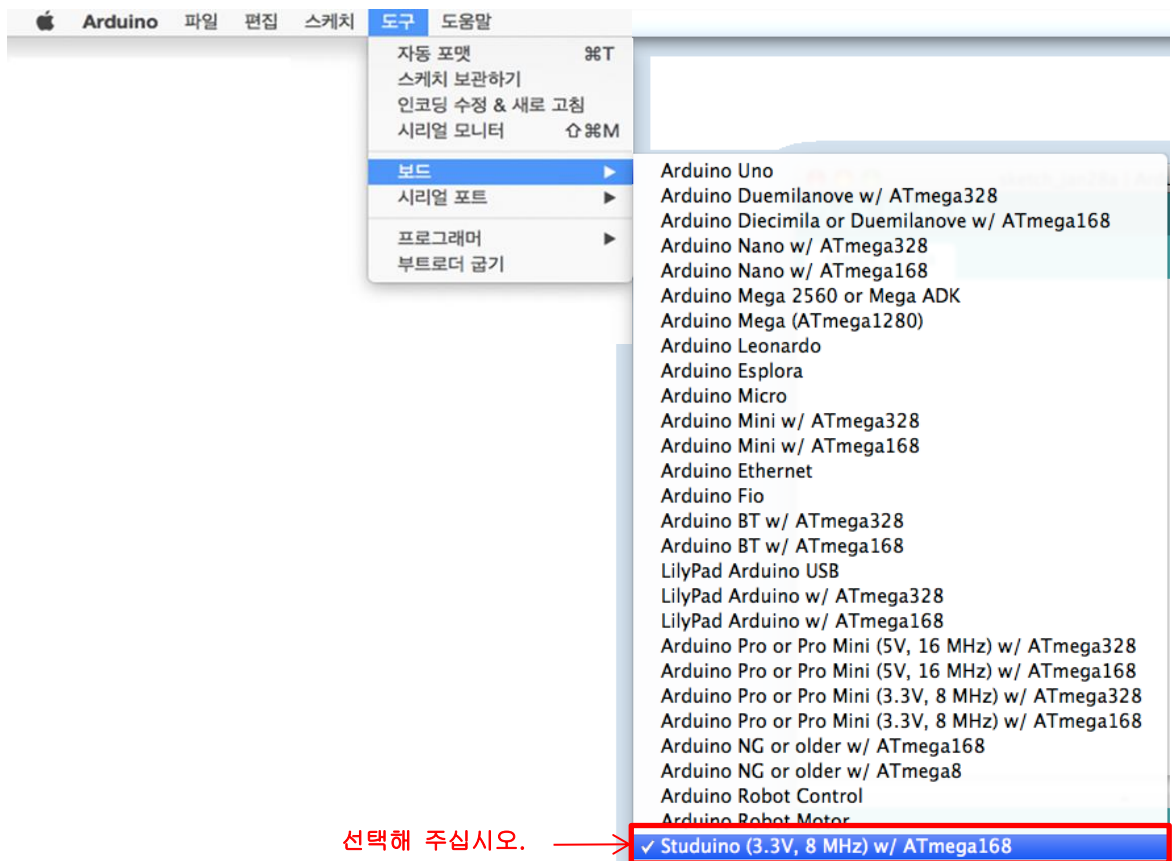 Arduino 파일 편집 스케치 도구 도움말
자동 포맷 ⌘T
스케치 보관하기
인코딩 수정 & 새로 고침
시리얼 모니터 ⇧⌘M
보드 ▶
시리얼 포트 ▶
프로그래머 ▶
부트로더 굽기
Arduino Uno
Arduino Duemilanove w/ ATmega328
Arduino Diecimila or Duemilanove w/ ATmega168
Arduino Nano w/ ATmega328
Arduino Nano w/ ATmega168
Arduino Mega 2560 or Mega ADK
Arduino Mega (ATmega1280)
Arduino Leonardo
Arduino Esplora
Arduino Micro
Arduino Mini w/ ATmega328
Arduino Mini w/ ATmega168
Arduino Ethernet
Arduino Fio
Arduino BT w/ ATmega328
Arduino BT w/ ATmega168
LilyPad Arduino USB
LilyPad Arduino w/ ATmega328
LilyPad Arduino w/ ATmega168
Arduino Pro or Pro Mini (5V, 16 MHz) w/ ATmega328
Arduino Pro or Pro Mini (5V, 16 MHz) w/ ATmega168
Arduino Pro or Pro Mini (3.3V, 8 MHz) w/ ATmega328
Arduino Pro or Pro Mini (3.3V, 8 MHz) w/ ATmega168
Arduino NG or older w/ ATmega168
Arduino NG or older w/ ATmega8
Arduino Robot Control
Arduino Robot Motor
선택해 주십시오.
✓ Studuino (3.3V, 8 MHz) w/ ATmega168